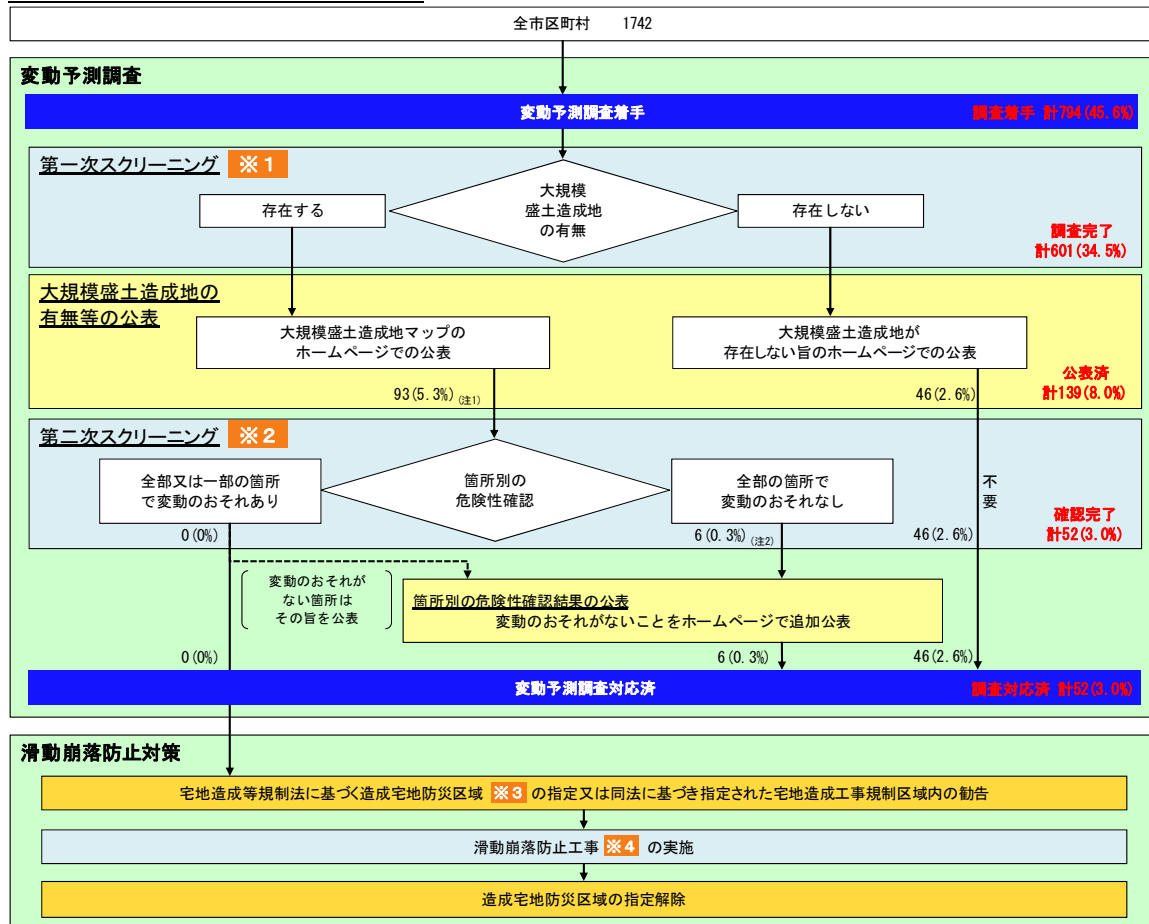 全市区町村　1742
変動予測調査
変動予測調査着手
調査着手 計794(45.6%)
第一次スクリーニング ※1
大規模
盛土造成地
の有無
存在する
存在しない
調査完了
計601(34.5%)
大規模盛土造成地の
有無等の公表
大規模盛土造成地マップの
ホームページでの公表
大規模盛土造成地が
存在しない旨のホームページでの公表
公表済
計139(8.0%)
93(5.3%)(注1)
46(2.6%)
第二次スクリーニング ※2
全部又は一部の箇所
で変動のおそれあり
箇所別の
危険性確認
全部の箇所で
変動のおそれなし
不
要
確認完了
計52(3.0%)
0(0%)
6(0.3%)(注2)
46(2.6%)
変動のおそれが
ない箇所は
その旨を公表
箇所別の危険性確認結果の公表
変動のおそれがないことをホームページで追加公表
0(0%)
6(0.3%)
46(2.6%)
変動予測調査対応済
調査対応済 計52(3.0%)
滑動崩落防止対策
宅地造成等規制法に基づく造成宅地防災区域 ※3 の指定又は同法に基づき指定された宅地造成工事規制区域内の勧告
滑動崩落防止工事 ※4 の実施
造成宅地防災区域の指定解除